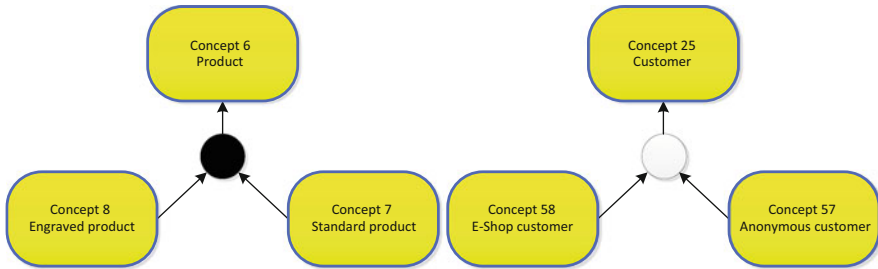 Concept 6
Product
Concept 25
Customer
Concept 8
Engraved product
Concept 7
Standard product
Concept 58
E-Shop customer
Concept 57
Anonymous customer